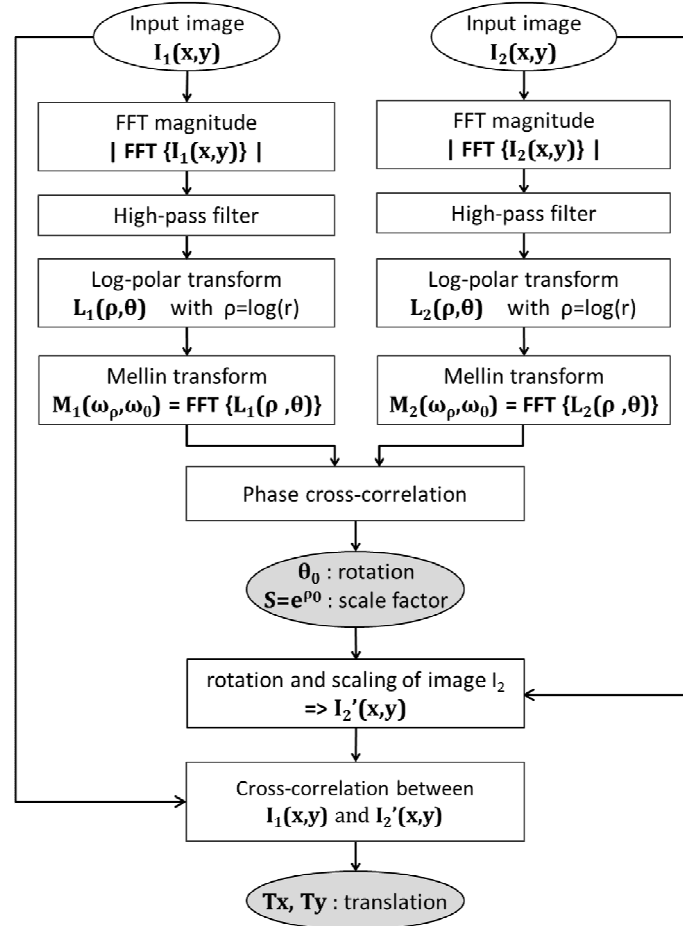 Input image
I₁(x,y)
FFT magnitude
| FFT {I₁(x,y)} |
High-pass filter
Log-polar transform
L₁(ρ,θ) with ρ=log(r)
Mellin transform
M₁(ωρ,ω₀) = FFT {L₁(ρ ,θ)}
Input image
I₂(x,y)
FFT magnitude
| FFT {I₂(x,y)} |
High-pass filter
Log-polar transform
L₂(ρ,θ) with ρ=log(r)
Mellin transform
M₂(ωρ,ω₀) = FFT {L₂(ρ ,θ)}
Phase cross-correlation
θ₀ : rotation
S=e^ρ₀ : scale factor
rotation and scaling of image I₂
=> I₂’(x,y)
Cross-correlation between
I₁(x,y) and I₂’(x,y)
Tx, Ty : translation